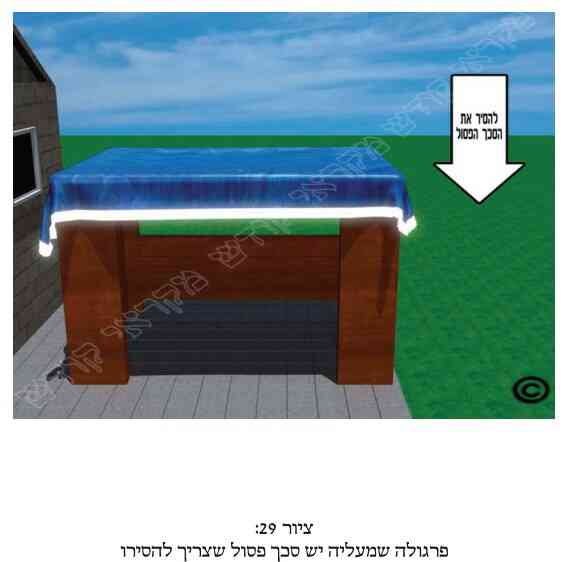 להסיר את
הסכך הפסול
מקראי קודש מקראי קודש מקראי קודש
©
ציור 29:
פרגולה שמעליה יש סכך פסול שצריך להסירו